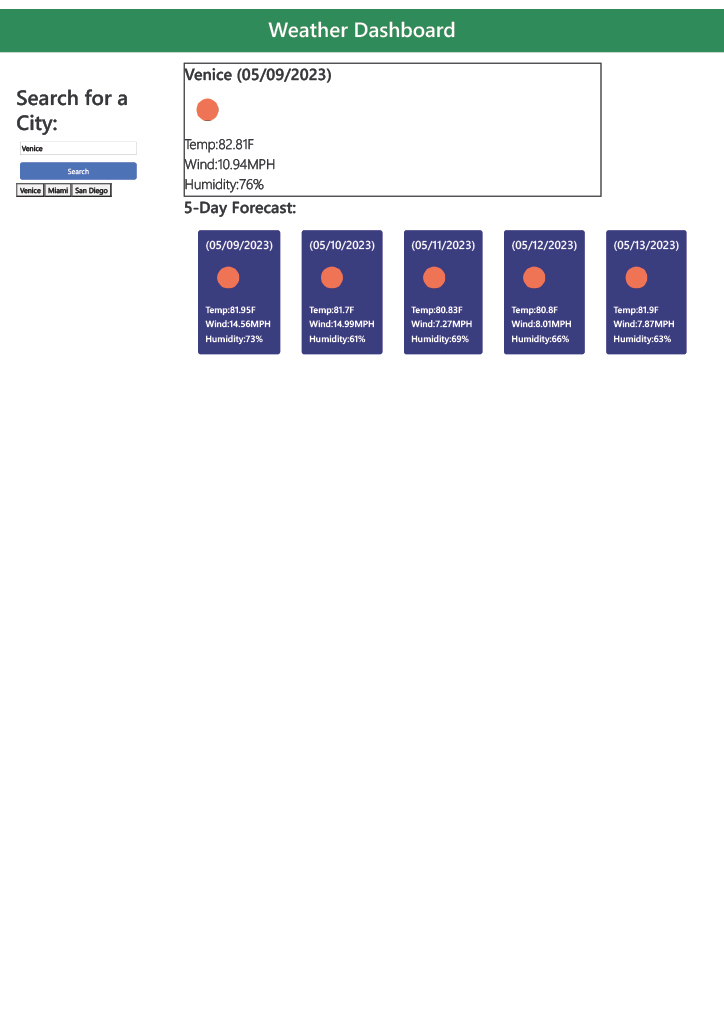 Weather Dashboard
Search for a
City:
Venice
Search
Venice Miami San Diego
Venice (05/09/2023)
Temp:82.81F
Wind:10.94MPH
Humidity:76%
5-Day Forecast:
(05/09/2023)
Temp:81.95F
Wind:14.56MPH
Humidity:73%
(05/10/2023)
Temp:81.7F
Wind:14.99MPH
Humidity:61%
(05/11/2023)
Temp:80.83F
Wind:7.27MPH
Humidity:69%
(05/12/2023)
Temp:80.8F
Wind:8.01MPH
Humidity:66%
(05/13/2023)
Temp:81.9F
Wind:7.87MPH
Humidity:63%